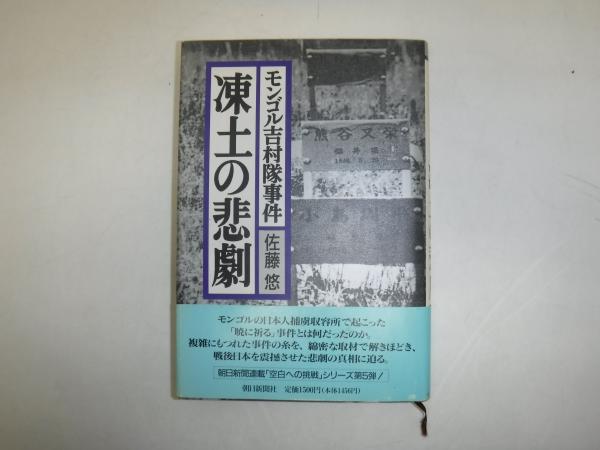 モンゴル吉村隊事件
凍土の悲劇
佐藤 悠
熊谷又栄
モンゴルの日本人捕虜収容所で起こった
「暁に祈る」事件とは何だったのか。
複雑にもつれた事件の糸を、綿密な取材で解きほどき、
戦後日本を震撼させた悲劇の真相に迫る。
朝日新聞連載「空白への挑戦」シリーズ第5弾!
朝日新聞社 定価1500円(本体1456円)